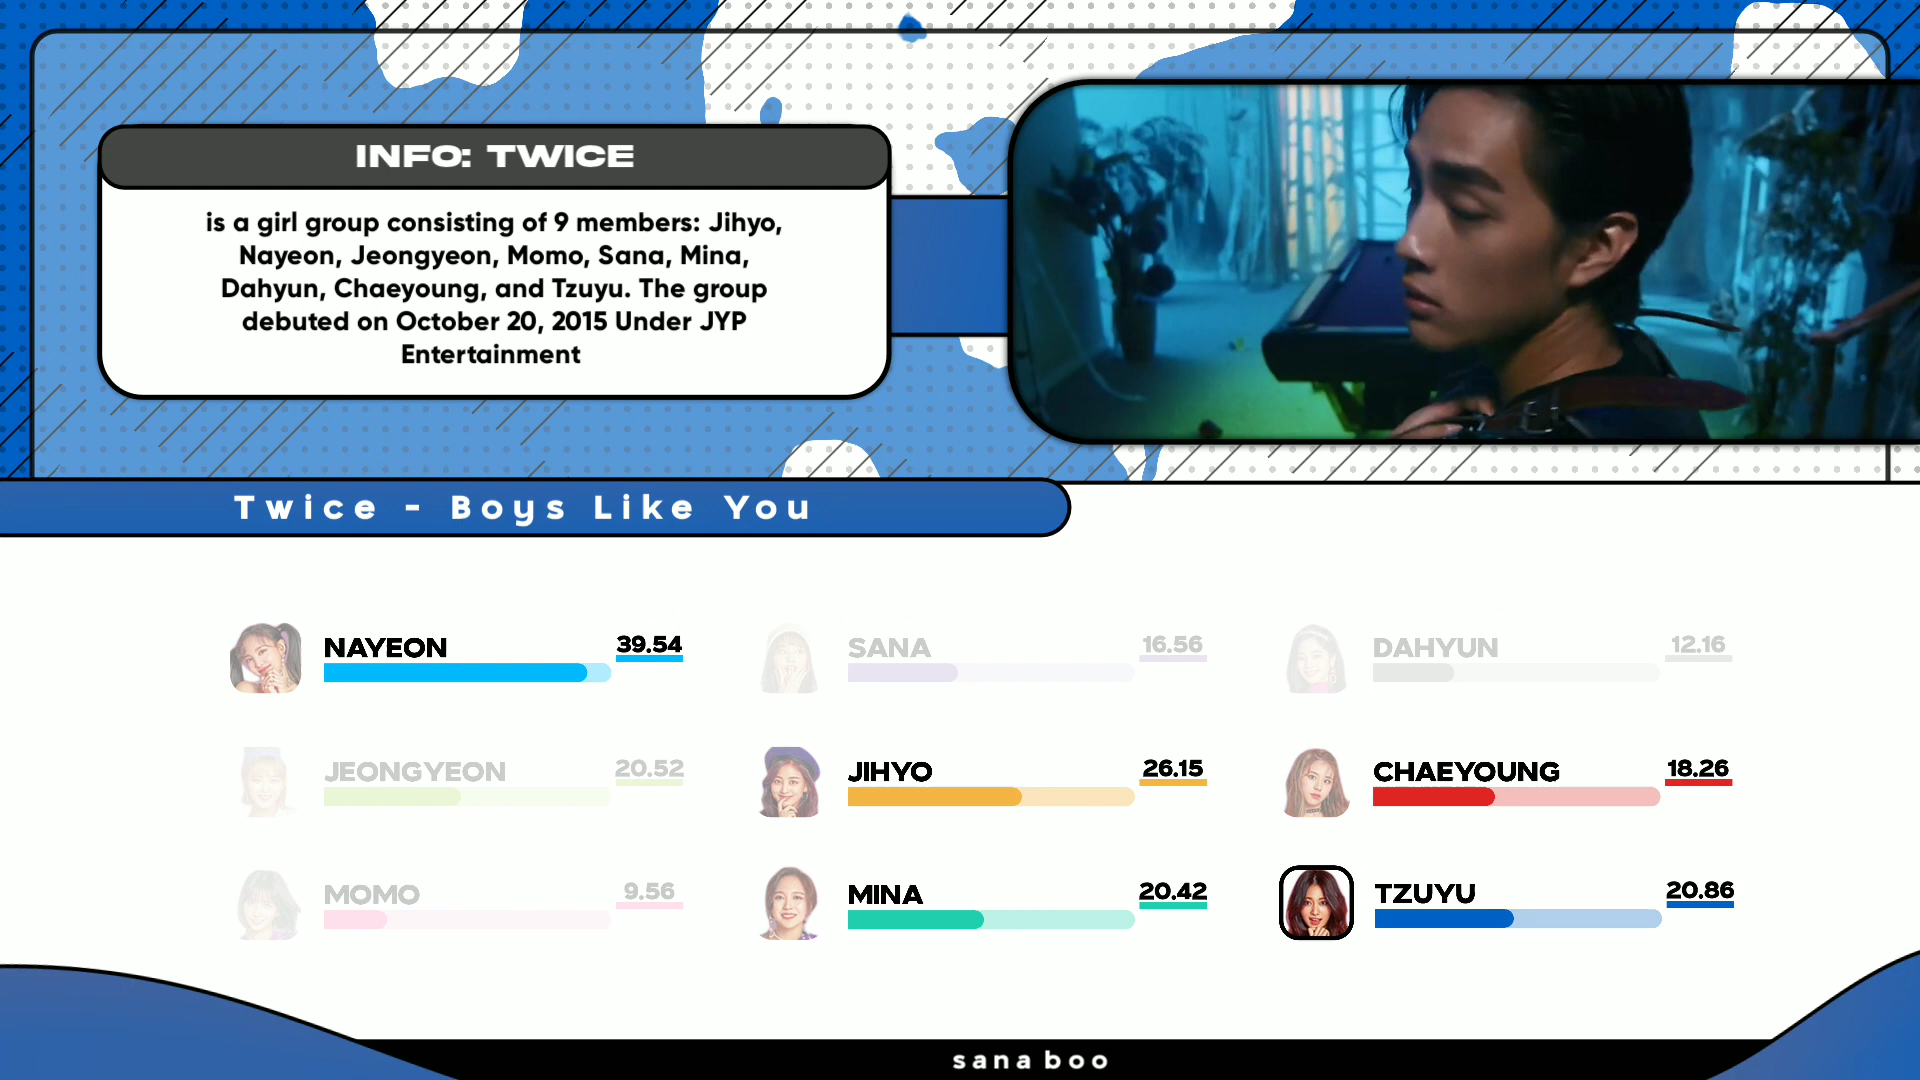 INFO: TWICE
is a girl group consisting of 9 members: Jihyo,
Nayeon, Jeongyeon, Momo, Sana, Mina,
Dahyun, Chaeyoung, and Tzuyu. The group
debuted on October 20, 2015 Under JYP
Entertainment
Twice - Boys Like You
NAYEON 39.54
SANA 16.56
DAHYUN 12.16
JEONGYEON 20.52
JIHYO 26.15
CHAEYOUNG 18.26
MOMO 9.56
MINA 20.42
TZUYU 20.86
sana boo